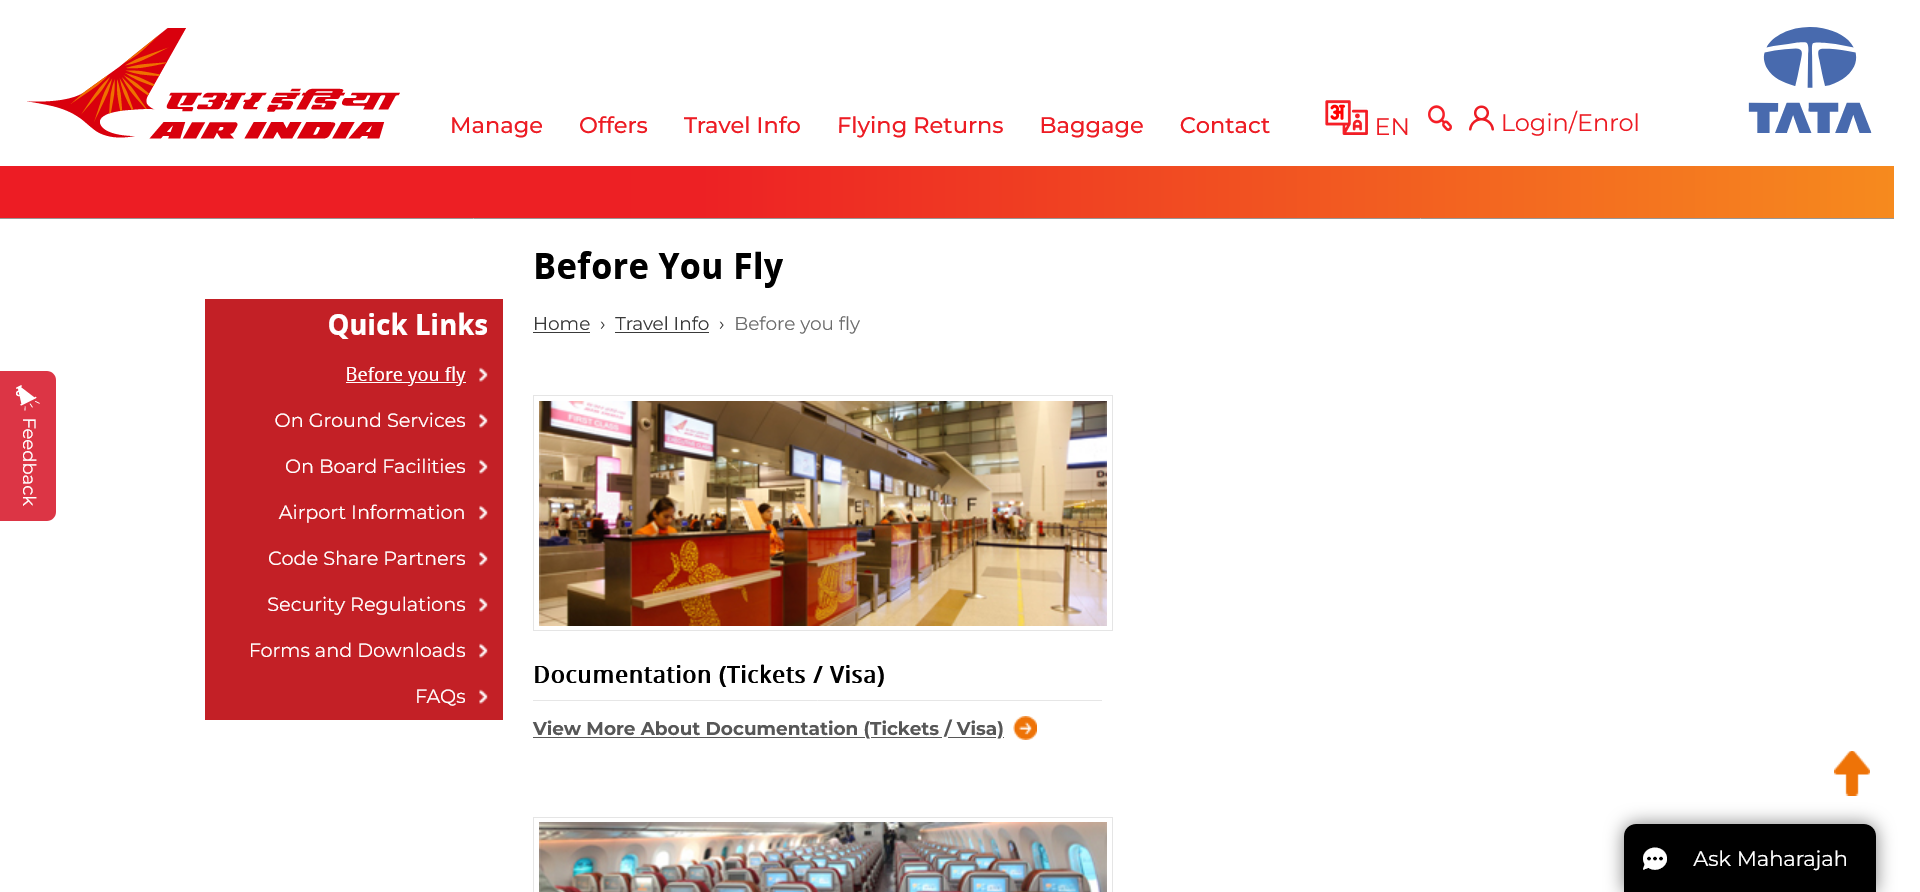 एअर इंडिया
AIR INDIA
Manage
Offers
Travel Info
Flying Returns
Baggage
Contact
अ
A
EN
Login/Enrol
TATA
Before You Fly
Quick Links
Home › Travel Info › Before you fly
Before you fly
On Ground Services
On Board Facilities
Airport Information
Code Share Partners
Security Regulations
Forms and Downloads
FAQs
Feedback
FIRST CLASS
E
F
Documentation (Tickets / Visa)
View More About Documentation (Tickets / Visa)
Ask Maharajah